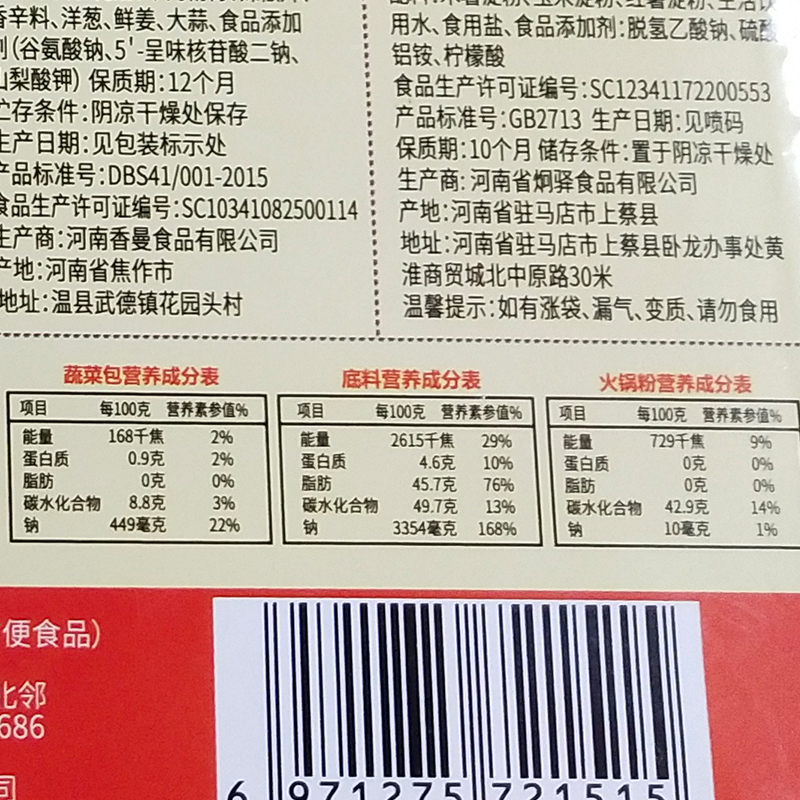 香辛料、洋葱、鲜姜、大蒜、食品添加
剂(谷氨酸钠、5'-呈味核苷酸二钠、
山梨酸钾) 保质期:12个月
贮存条件:阴凉干燥处保存
生产日期:见包装标示处
产品标准号:DBS41/001-2015
食品生产许可证编号:SC10341082500114
生产商:河南香曼食品有限公司
产地:河南省焦作市
地址:温县武德镇花园头村
用水、食用盐、食品添加剂:脱氢乙酸钠、硫酸
铝铵、柠檬酸
食品生产许可证编号:SC12341172200553
产品标准号:GB2713 生产日期:见喷码
保质期:10个月 储存条件:置于阴凉干燥处
生产商: 河南省炯驿食品有限公司
产地:河南省驻马店市上蔡县
地址:河南省驻马店市上蔡县卧龙办事处黄
淮商贸城北中原路30米
温馨提示:如有涨袋、漏气、变质、请勿食用
蔬菜包营养成分表
项目 每100克 营养素参值%
能量 168千焦 2%
蛋白质 0.9克 2%
脂肪 0克 0%
碳水化合物 8.8克 3%
钠 449毫克 22%
底料营养成分表
项目 每100克 营养素参值%
能量 2615千焦 29%
蛋白质 4.6克 10%
脂肪 45.7克 76%
碳水化合物 49.7克 13%
钠 3354毫克 168%
火锅粉营养成分表
项目 每100克 营养素参值%
能量 729千焦 9%
蛋白质 0克 0%
脂肪 0克 0%
碳水化合物 42.9克 14%
钠 10毫克 1%
便食品)
北邻
686
司
6 971275 721515